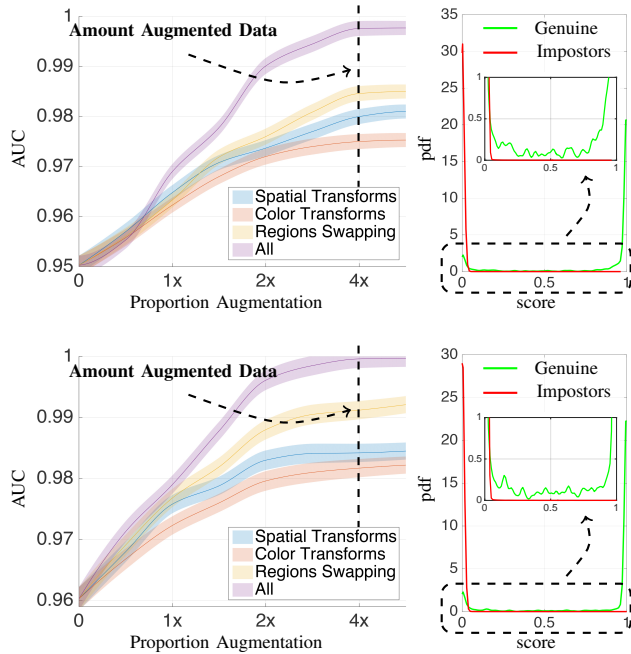 Amount Augmented Data
1
0.99
0.98
0.97
0.96
0.95
AUC
0
1x
2x
4x
Proportion Augmentation
Spatial Transforms
Color Transforms
Regions Swapping
All
35
30
25
20
15
10
5
0
pdf
Genuine
Impostors
1
0.5
0
0
0.5
1
0
0.5
1
score
Amount Augmented Data
1
0.99
0.98
0.97
0.96
AUC
0
1x
2x
4x
Proportion Augmentation
Spatial Transforms
Color Transforms
Regions Swapping
All
30
25
20
15
10
5
0
pdf
Genuine
Impostors
1
0.5
0
0
0.5
1
0
0.5
1
score